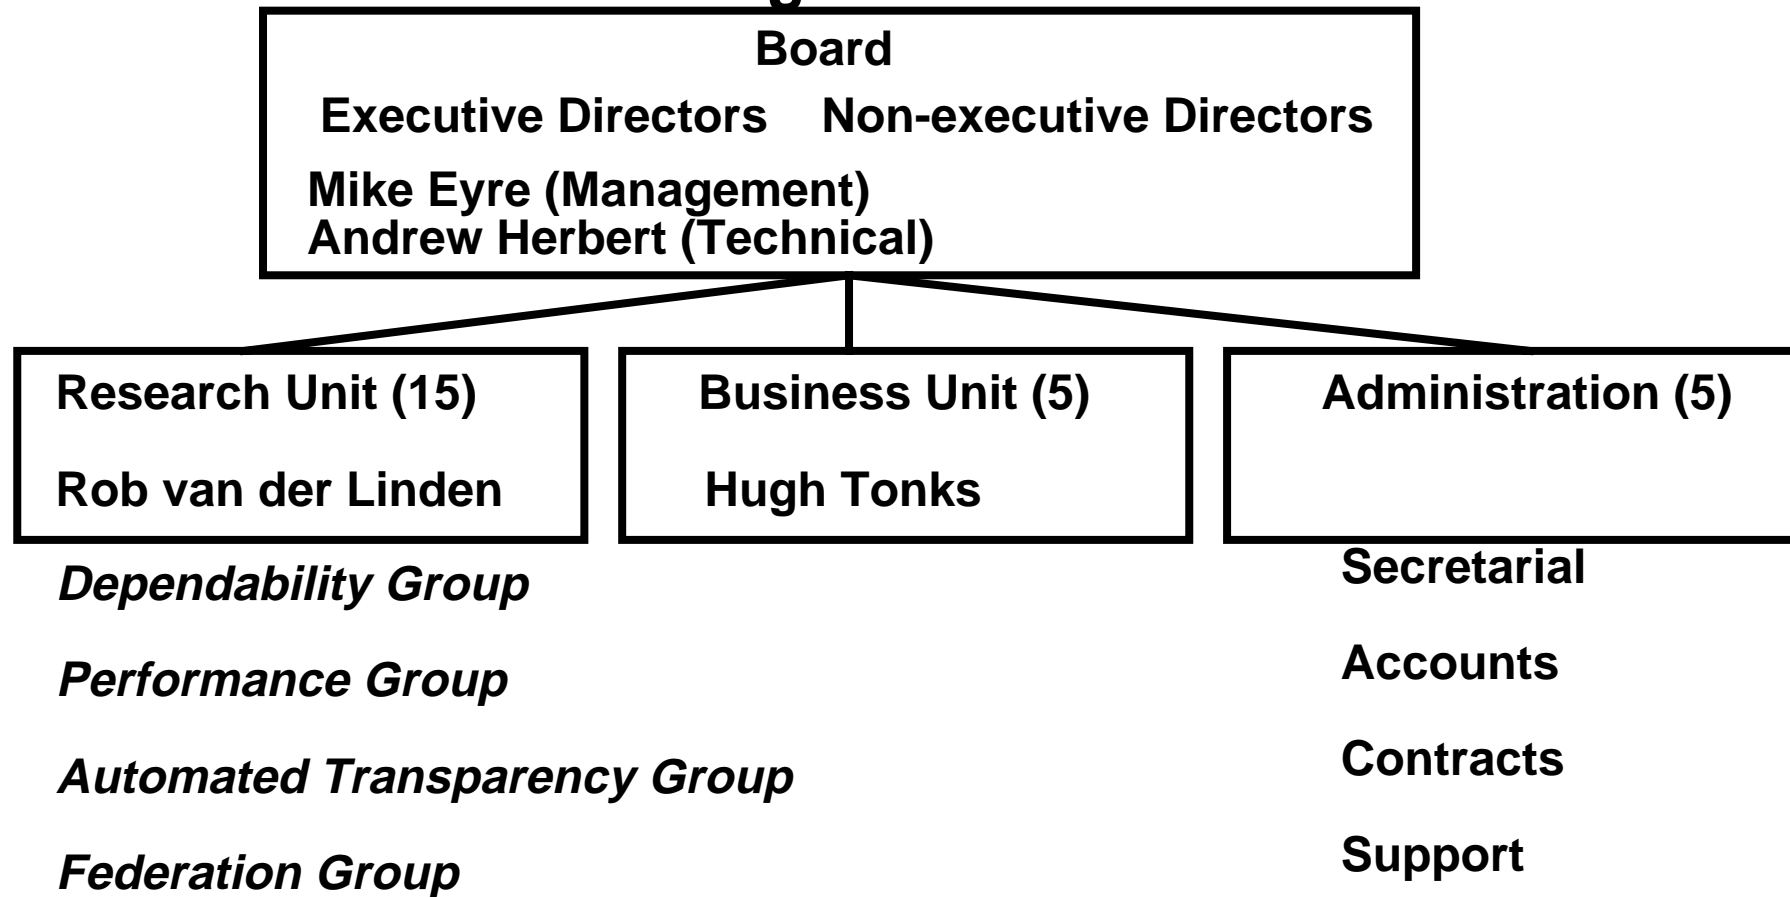 Board
Executive Directors Non-executive Directors
Mike Eyre (Management)
Andrew Herbert (Technical)
Research Unit (15)
Rob van der Linden
Business Unit (5)
Hugh Tonks
Administration (5)
Dependability Group
Performance Group
Automated Transparency Group
Federation Group
Secretarial
Accounts
Contracts
Support